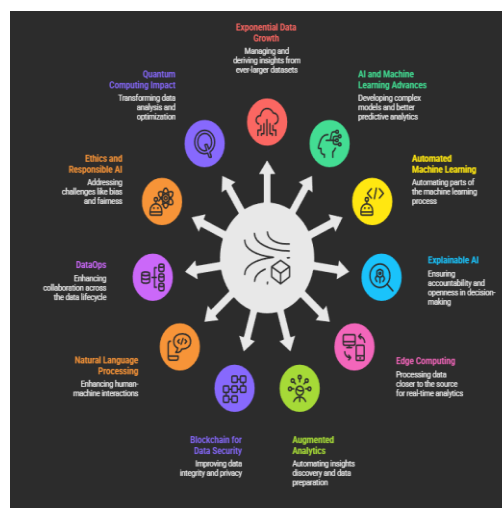 Exponential Data
Growth
Managing and
deriving insights from
ever-larger datasets
AI and Machine
Learning Advances
Developing complex
models and better
predictive analytics
Automated
Machine Learning
Automating parts of
the machine learning
process
</>
Explainable AI
Ensuring
accountability and
openness in decision-
making
Edge Computing
Processing data
closer to the source
for real-time analytics
Augmented
Analytics
Automating insights
discovery and data
preparation
Blockchain for
Data Security
Improving data
integrity and privacy
Natural Language
Processing
Enhancing human-
machine interactions
</>
DataOps
Enhancing
collaboration across
the data lifecycle
Ethics and
Responsible AI
Addressing
challenges like bias
and fairness
Quantum
Computing Impact
Transforming data
analysis and
optimization
Q